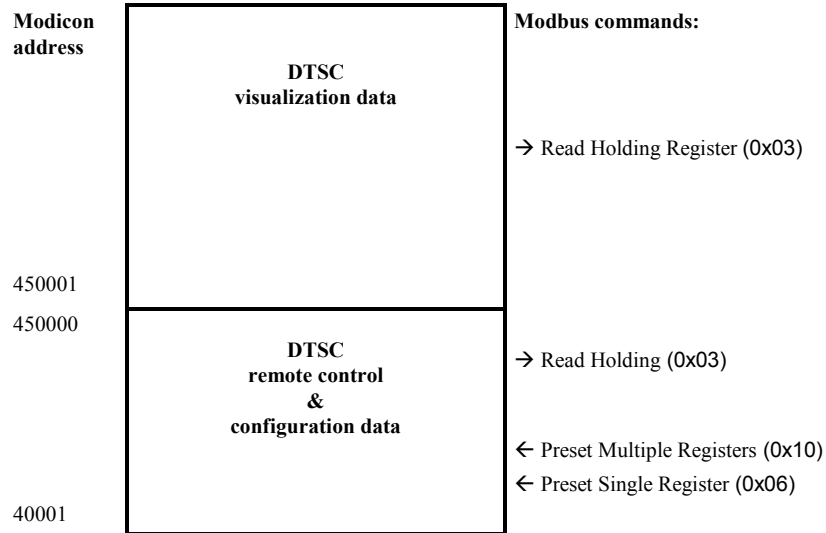 Modicon
address
DTSC
visualization data
450001
450000
DTSC
remote control
&
configuration data
40001
Modbus commands:
→ Read Holding Register (0x03)
→ Read Holding (0x03)
← Preset Multiple Registers (0x10)
← Preset Single Register (0x06)